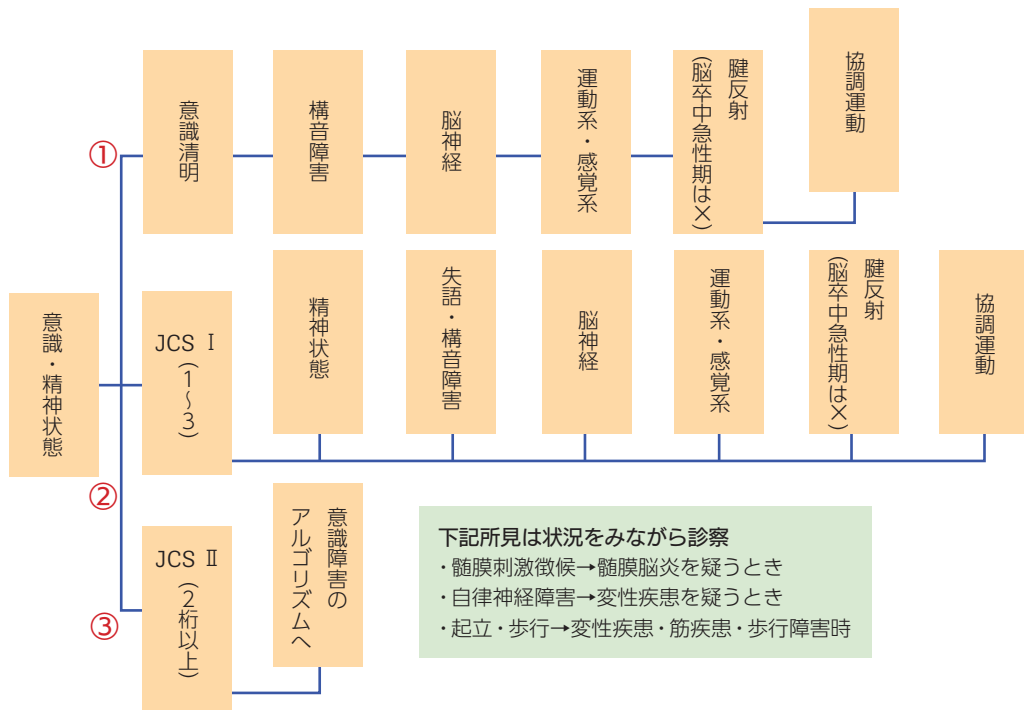 意識・精神状態
①
意識清明
構音障害
脳神経
運動系・感覚系
腱反射
(脳卒中急性期は×)
協調運動
②
JCS Ⅰ
(1〜3)
精神状態
失語・構音障害
脳神経
運動系・感覚系
腱反射
(脳卒中急性期は×)
協調運動
③
JCS Ⅱ
(2桁以上)
意識障害の
アルゴリズムへ
下記所見は状況をみながら診察
・髄膜刺激徴候→髄膜脳炎を疑うとき
・自律神経障害→変性疾患を疑うとき
・起立・歩行→変性疾患・筋疾患・歩行障害時